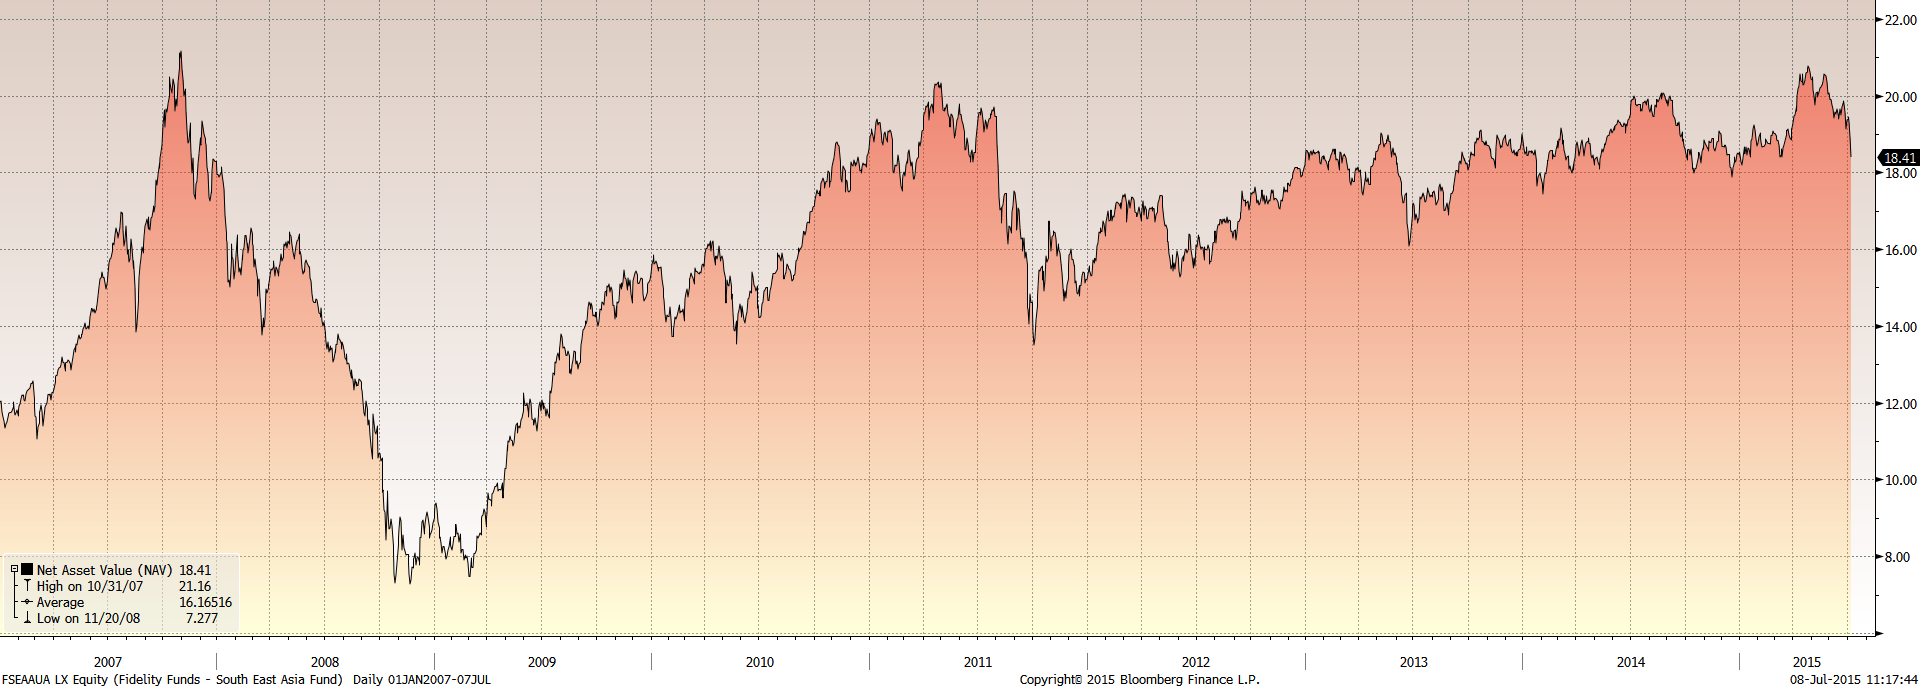 22.00
20.00
18.41
18.00
16.00
14.00
12.00
10.00
8.00
Net Asset Value (NAV) 18.41
High on 10/31/07 21.16
Average 16.16516
Low on 11/20/08 7.277
2007 2008 2009 2010 2011 2012 2013 2014 2015
FSEAAUA LX Equity (Fidelity Funds - South East Asia Fund) Daily 01JAN2007-07JUL Copyright© 2015 Bloomberg Finance L.P. 08-Jul-2015 11:17:44